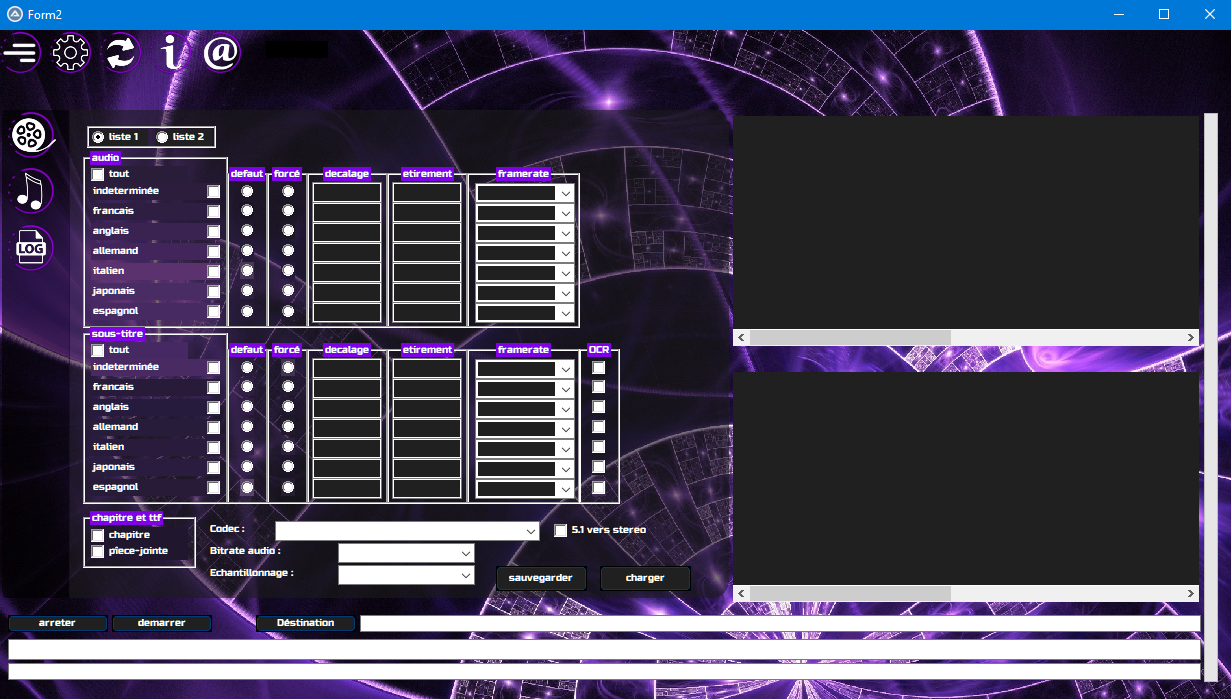 Form2
liste 1 liste 2
audio
tout defaut forcé decalage etirement framerate
indeterminée
francais
anglais
allemand
italien
japonais
espagnol
LOG
sous-titre
tout defaut forcé decalage etirement framerate OCR
indeterminée
francais
anglais
allemand
italien
japonais
espagnol
chapitre et ttf
chapitre
piece-jointe
Codec : 5.1 vers stereo
Bitrate audio :
Echantillonnage :
sauvegarder charger
arreter demarrer Déstination